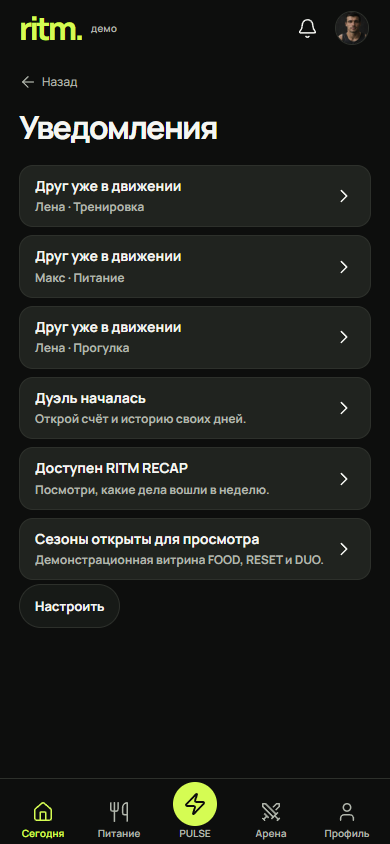 ritm. демо
Назад
Уведомления
Друг уже в движении
Лена · Тренировка
Друг уже в движении
Макс · Питание
Друг уже в движении
Лена · Прогулка
Дуэль началась
Открой счёт и историю своих дней.
Доступен RITM RECAP
Посмотри, какие дела вошли в неделю.
Сезоны открыты для просмотра
Демонстрационная витрина FOOD, RESET и DUO.
Настроить
Сегодня Питание PULSE Арена Профиль